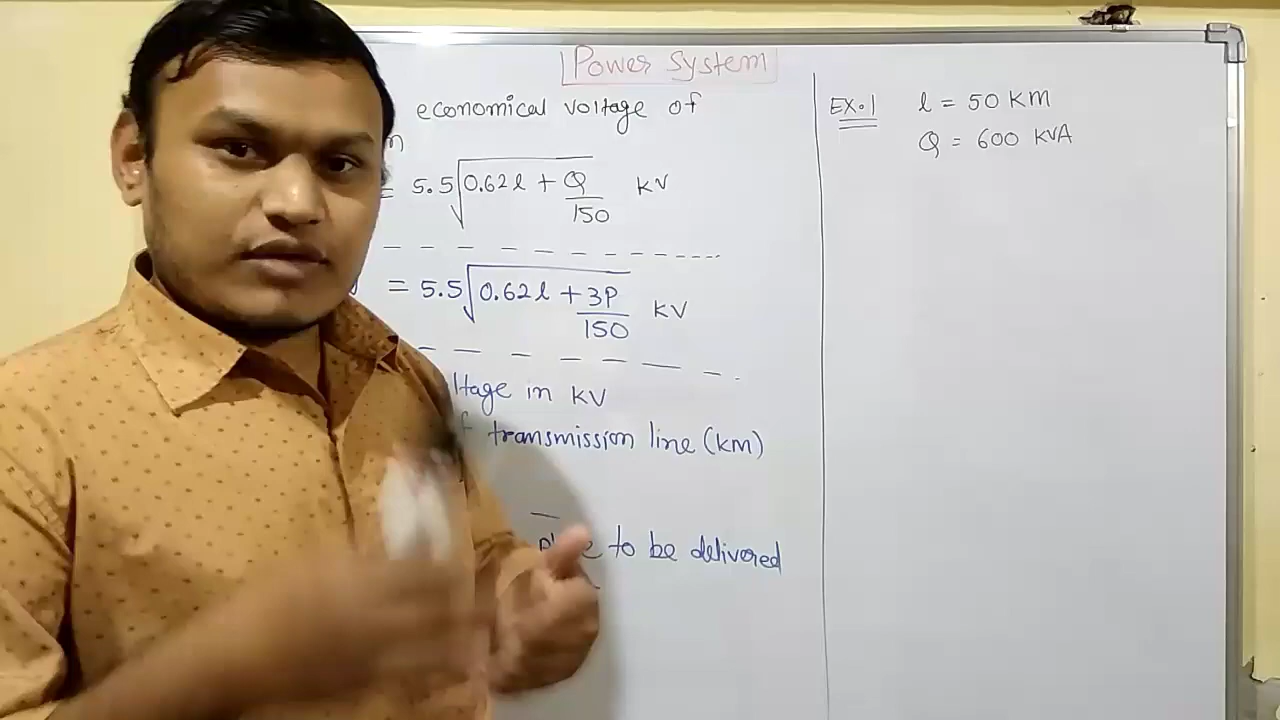 Power System
economical voltage of
= 5.5√0.62l + Q/150 KV
= 5.5√0.62l + 3P/150 KV
ltage in KV
transmission line (KM)
to be delivered
EX.1 l = 50 KM
Q = 600 KVA